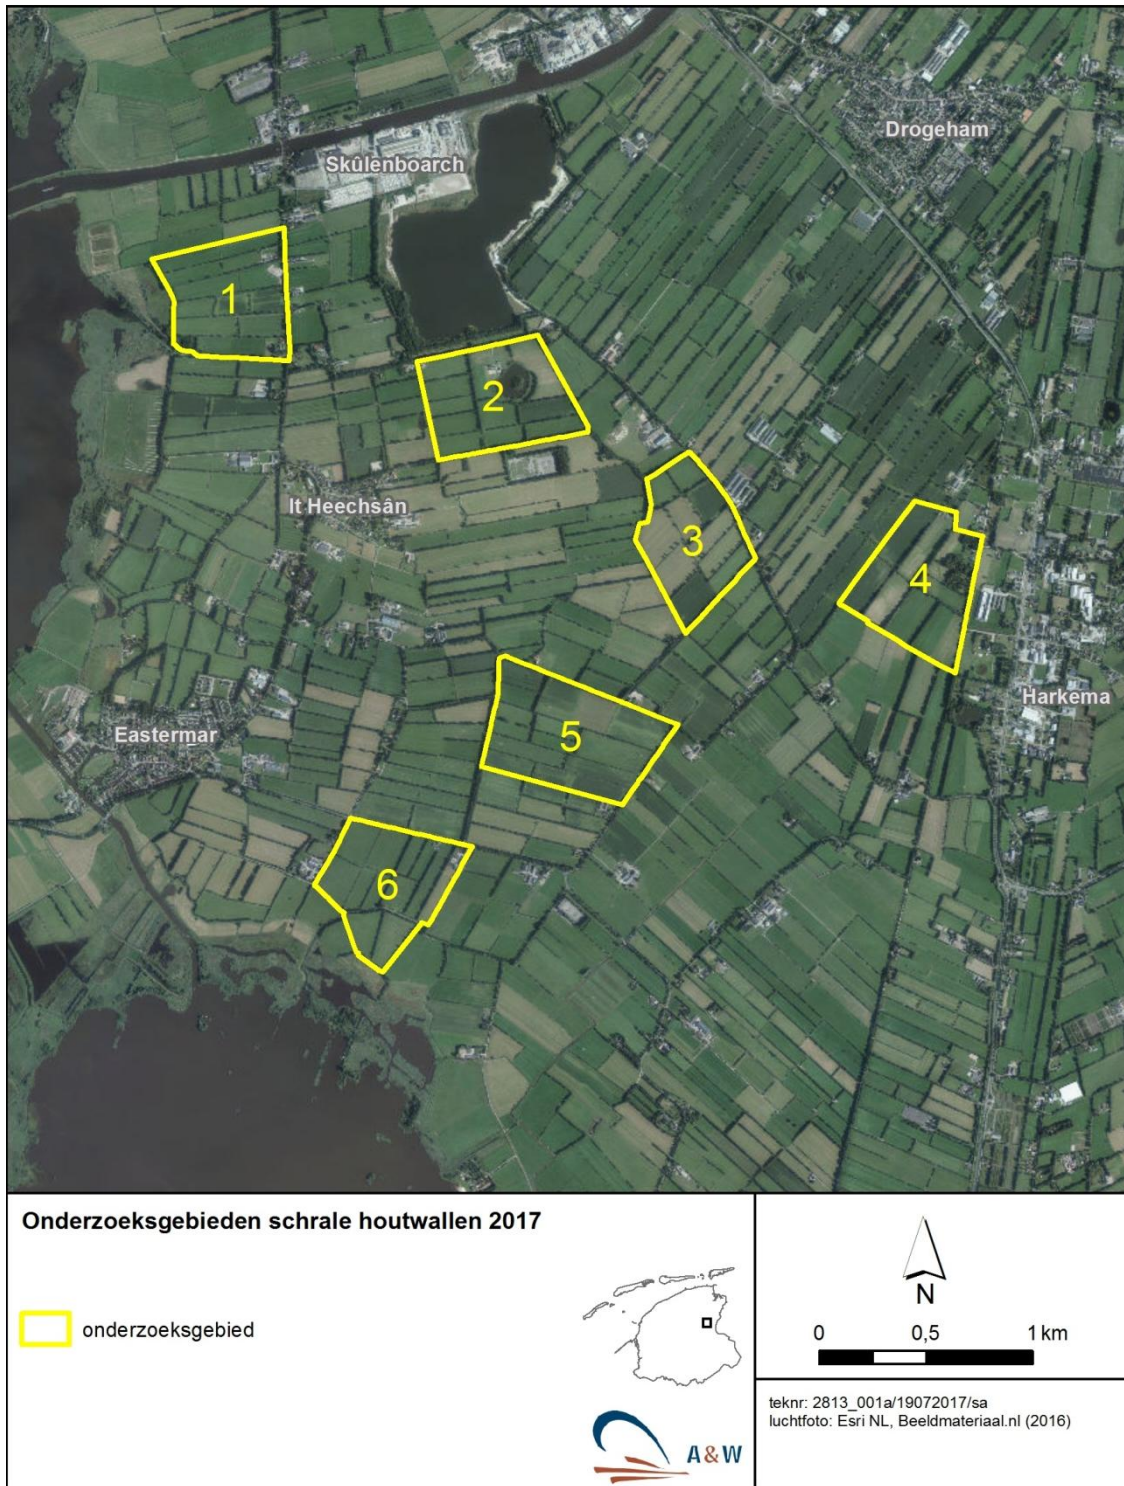 Drogeham
Skûlenboarch
1
2
It Heechsân
3
4
Harkema
Eastermar
5
6
Onderzoeksgebieden schrale houtwallen 2017
onderzoeksgebied
N
0 0,5 1 km
teknr: 2813_001a/19072017/sa
luchtfoto: Esri NL, Beeldmateriaal.nl (2016)
A&W